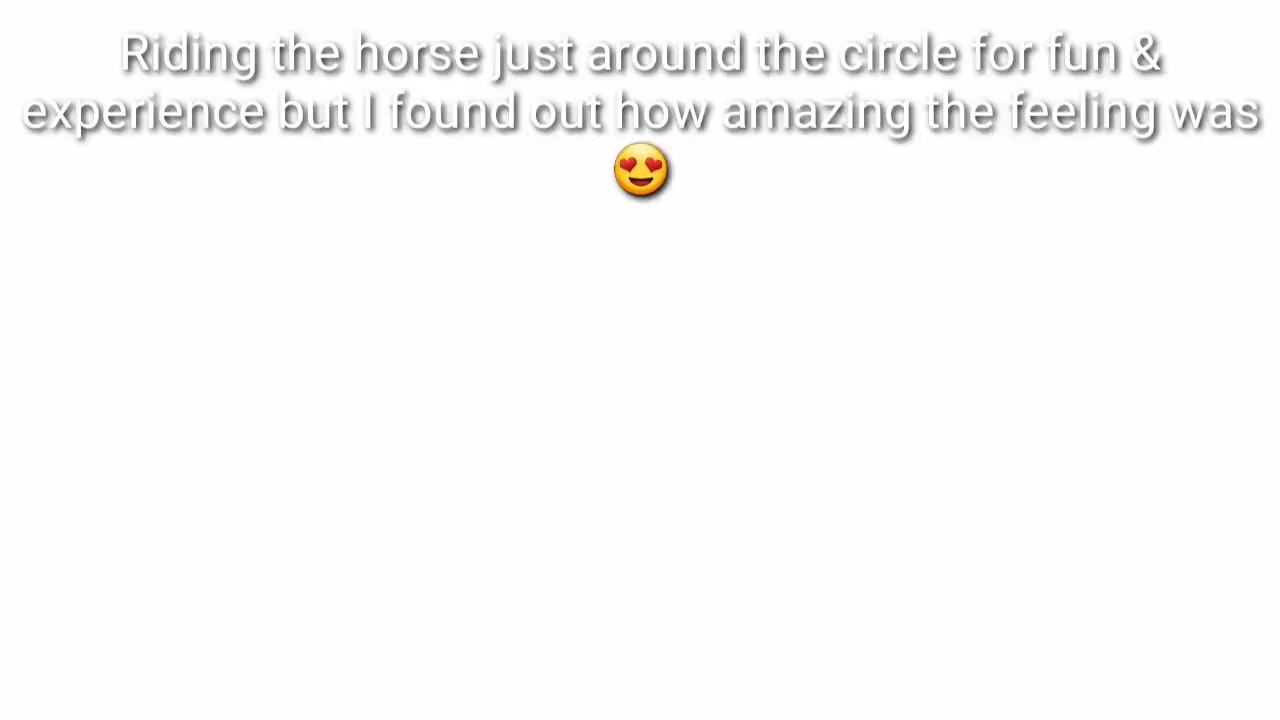 Riding the horse just around the circle for fun &
experience but I found out how amazing the feeling was
😍